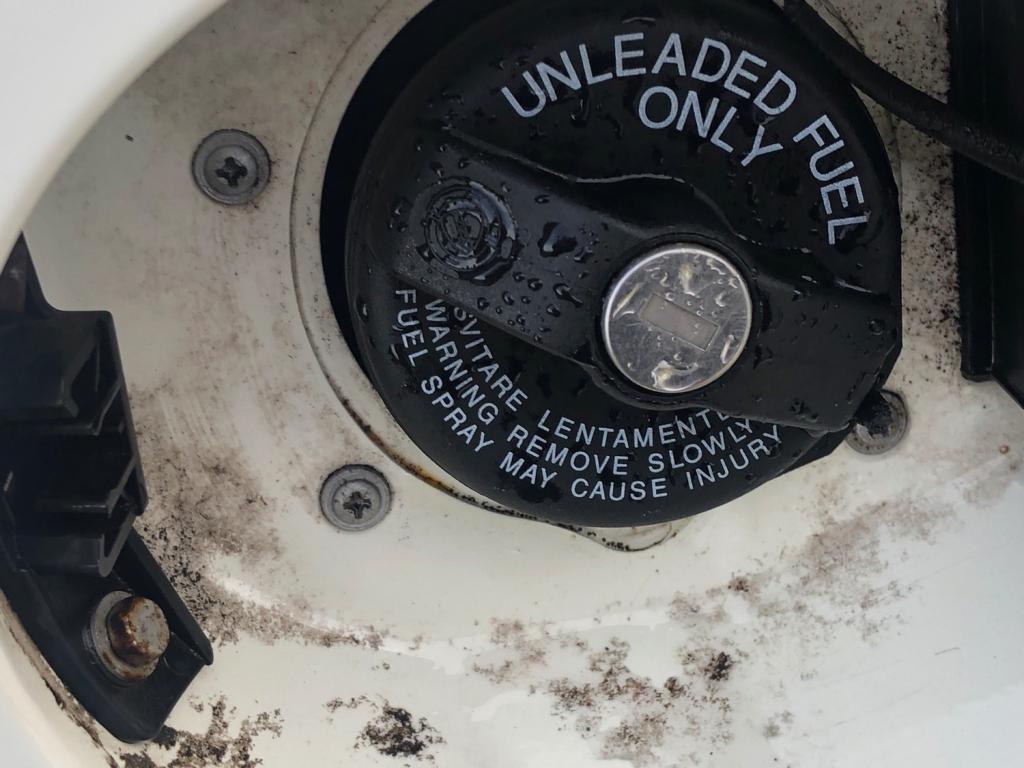 UNLEADED FUEL
ONLY
SVITARE LENTAMENTE
WARNING REMOVE SLOWLY
FUEL SPRAY MAY CAUSE INJURY